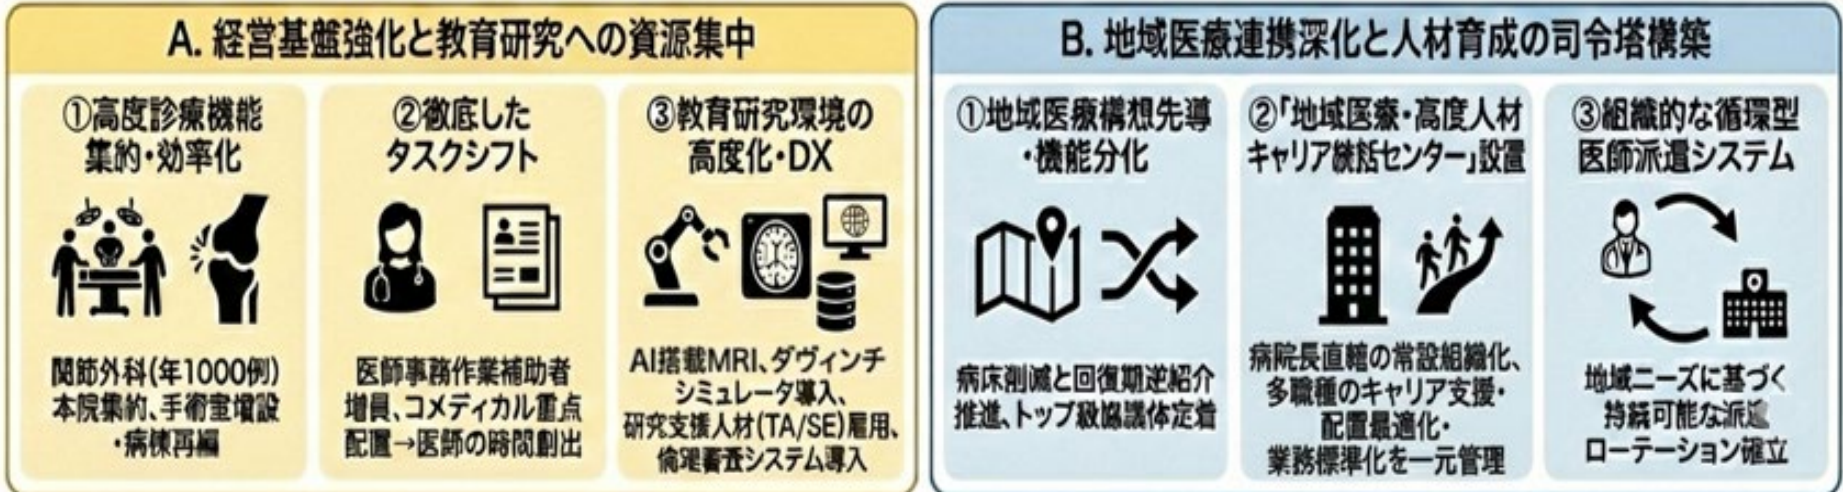 A. 経営基盤強化と教育研究への資源集中
①高度診療機能
集約・効率化
関節外科(年1000例)
本院集約、手術室増設
・病棟再編
②徹底した
タスクシフト
医師事務作業補助者
増員、コメディカル重点
配置→医師の時間創出
③教育研究環境の
高度化・DX
AI搭載MRI、ダヴィンチ
シミュレータ導入、
研究支援人材(TA/SE)雇用、
倫理審査システム導入
B. 地域医療連携深化と人材育成の司令塔構築
①地域医療構想先導
・機能分化
病床削減と回復期逆紹介
推進、トップ級協議体定着
②「地域医療・高度人材
キャリア統括センター」設置
病院長直轄の常設組織化、
多職種のキャリア支援・
配置最適化・
業務標準化を一元管理
③組織的な循環型
医師派遣システム
地域ニーズに基づく
持続可能な派遣
ローテーション確立